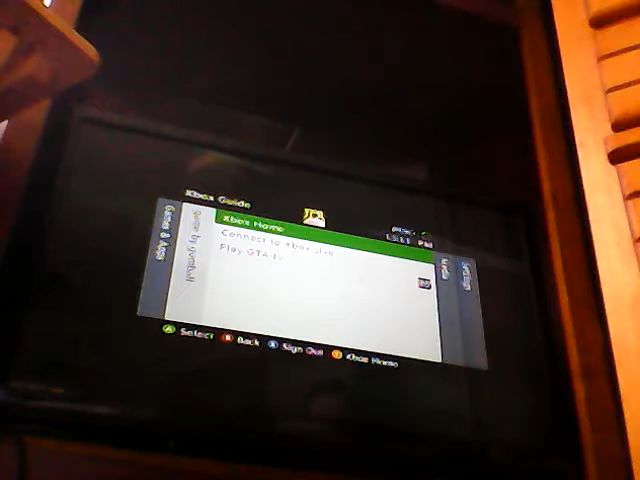 Xbox Guide
Xbox Home
Connect to Xbox LIVE
Play GTA IV
Games & Apps
Media
Settings
Select
Back
Sign Out
Xbox Home